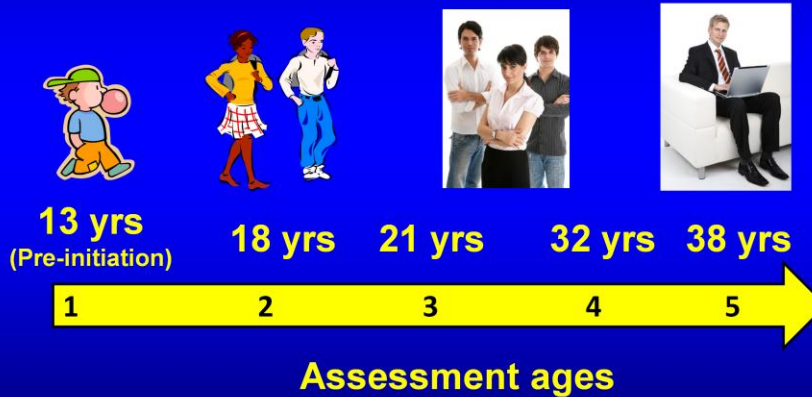 13 yrs
(Pre-initiation)
18 yrs
21 yrs
32 yrs
38 yrs
1
2
3
4
5
Assessment ages